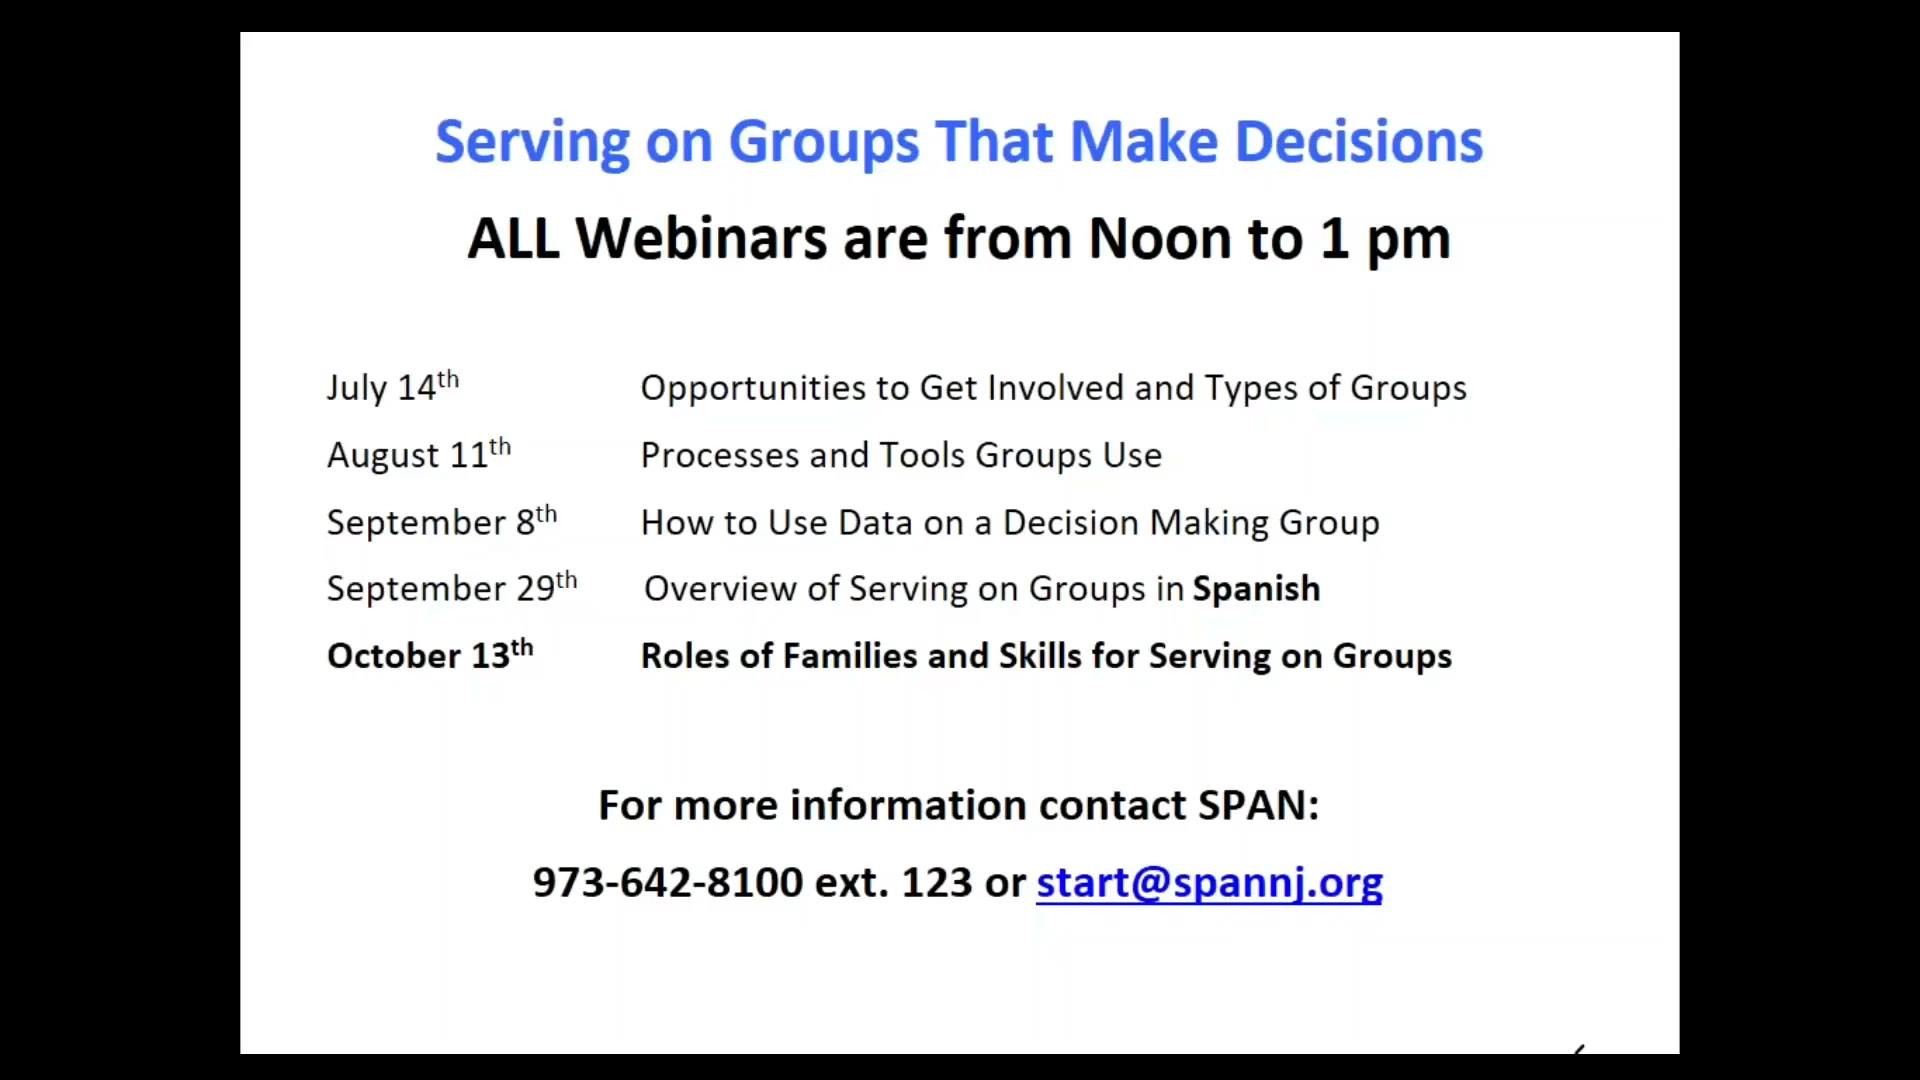 Serving on Groups That Make Decisions
ALL Webinars are from Noon to 1 pm
July 14th Opportunities to Get Involved and Types of Groups
August 11th Processes and Tools Groups Use
September 8th How to Use Data on a Decision Making Group
September 29th Overview of Serving on Groups in Spanish
October 13th Roles of Families and Skills for Serving on Groups
For more information contact SPAN:
973-642-8100 ext. 123 or start@spannj.org